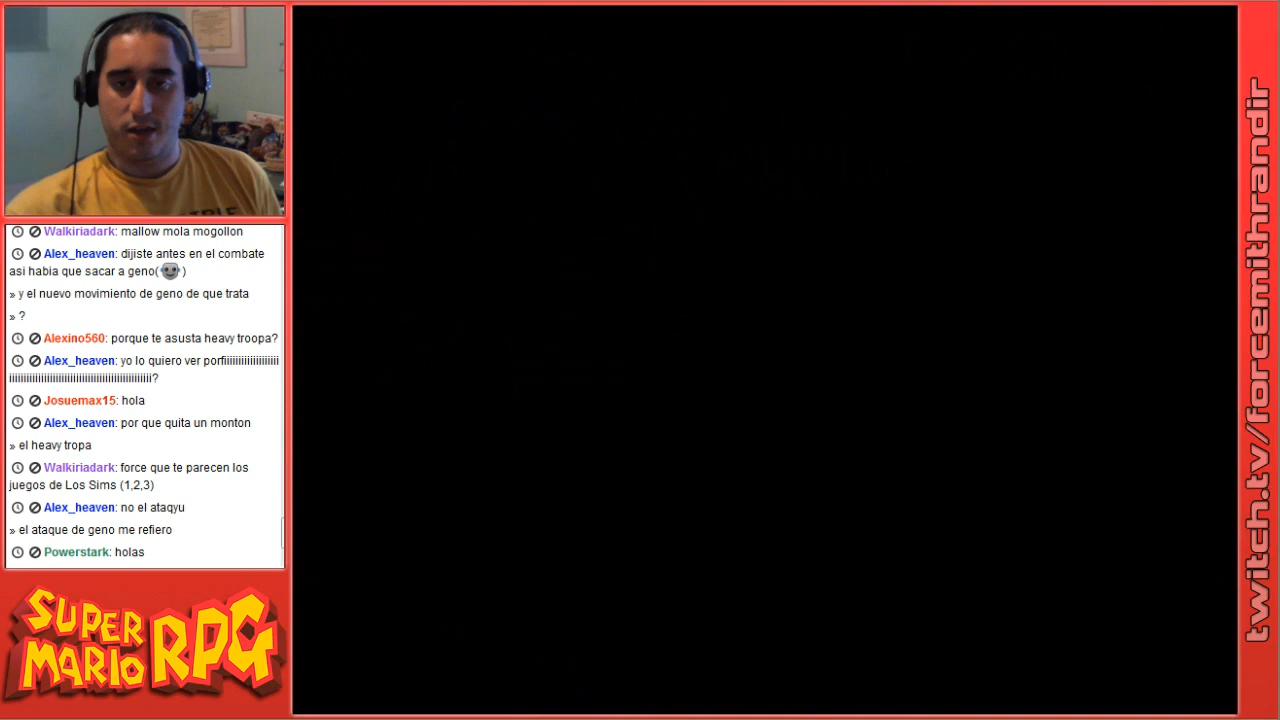 Walkiriadark: mallow mola mogollon
Alex_heaven: dijiste antes en el combate
asi habia que sacar a geno( )
» y el nuevo movimiento de geno de que trata
» ?
Alexino560: porque te asusta heavy troopa?
Alex_heaven: yo lo quiero ver porfiiiiiiiiiiiiiiiiiii
iiiiiiiiiiiiiiiiiiiiiiiiiiiiiiiiiiiiiiiiiiiiiiiii?
Josuemax15: hola
Alex_heaven: por que quita un monton
» el heavy tropa
Walkiriadark: force que te parecen los
juegos de Los Sims (1,2,3)
Alex_heaven: no el ataqyu
» el ataque de geno me refiero
Powerstark: holas
SUPER
MARIO RPG
twitch.tv/forcemithrandir